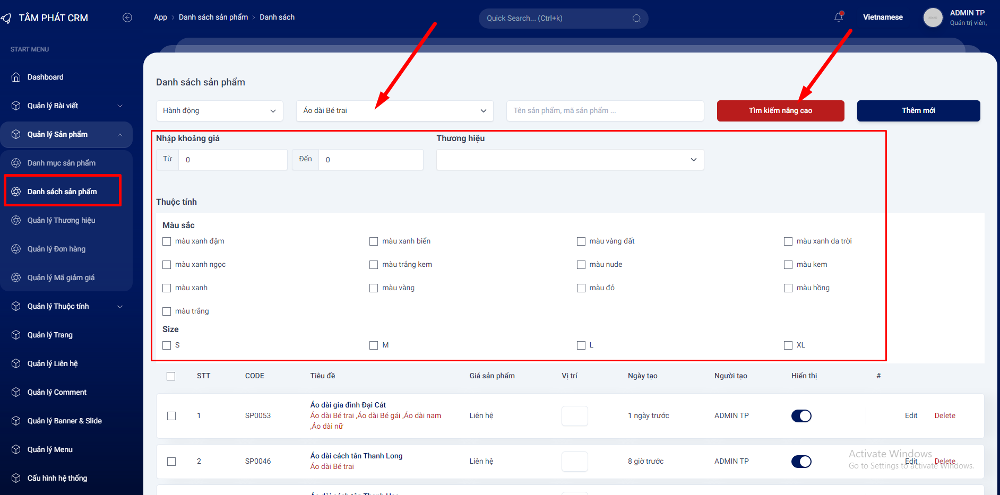 TÂM PHÁT CRM
App > Danh sách sản phẩm > Danh sách
Quick Search... (Ctrl+k)
Vietnamese
ADMIN TP
Quản trị viên,
START MENU
Dashboard
Quản lý Bài viết
Quản lý Sản phẩm
Danh mục sản phẩm
Danh sách sản phẩm
Quản lý Thương hiệu
Quản lý Đơn hàng
Quản lý Mã giảm giá
Quản lý Thuộc tính
Quản lý Trang
Quản lý Liên hệ
Quản lý Comment
Quản lý Banner & Slide
Quản lý Menu
Cấu hình hệ thống
Danh sách sản phẩm
Hành động
Áo dài Bé trai
Tên sản phẩm, mã sản phẩm ...
Tìm kiếm nâng cao
Thêm mới
Nhập khoảng giá
Thương hiệu
Từ 0
Đến 0
Thuộc tính
Màu sắc
màu xanh đậm màu xanh biển màu vàng đất màu xanh da trời
màu xanh ngọc màu trắng kem màu nude màu kem
màu xanh màu vàng màu đỏ màu hồng
màu trắng
Size
S M L XL
STT CODE Tiêu đề Giá sản phẩm Vị trí Ngày tạo Người tạo Hiển thị #
1 SP0053 Áo dài gia đình Đại Cát Liên hệ 1 ngày trước ADMIN TP Edit Delete
Áo dài Bé trai ,Áo dài Bé gái ,Áo dài nam
,Áo dài nữ
2 SP0046 Áo dài cách tân Thanh Long Liên hệ 8 giờ trước ADMIN TP Edit Delete
Áo dài Bé trai
Activate Windows
Go to Settings to activate Windows.